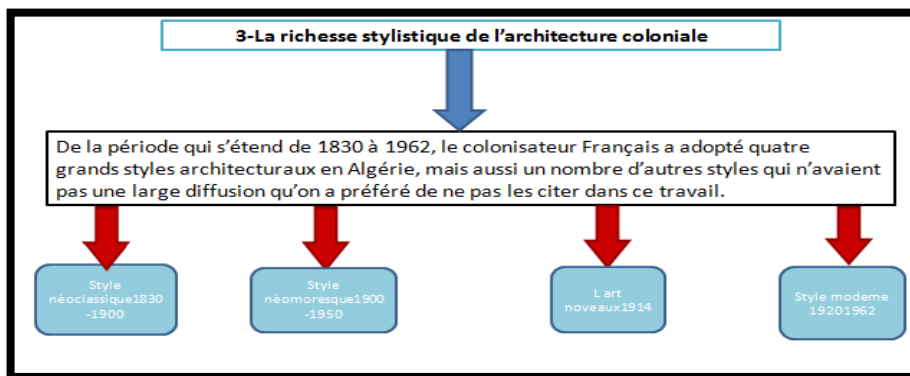 3-La richesse stylistique de l’architecture coloniale
De la période qui s’étend de 1830 à 1962, le colonisateur Français a adopté quatre
grands styles architecturaux en Algérie, mais aussi un nombre d’autres styles qui n’avaient
pas une large diffusion qu’on a préféré de ne pas les citer dans ce travail.
Style
nèoclassique1830
-1900
Style
nèomoresque1900
-1950
L art
noveaux1914
Style moderne
19201962